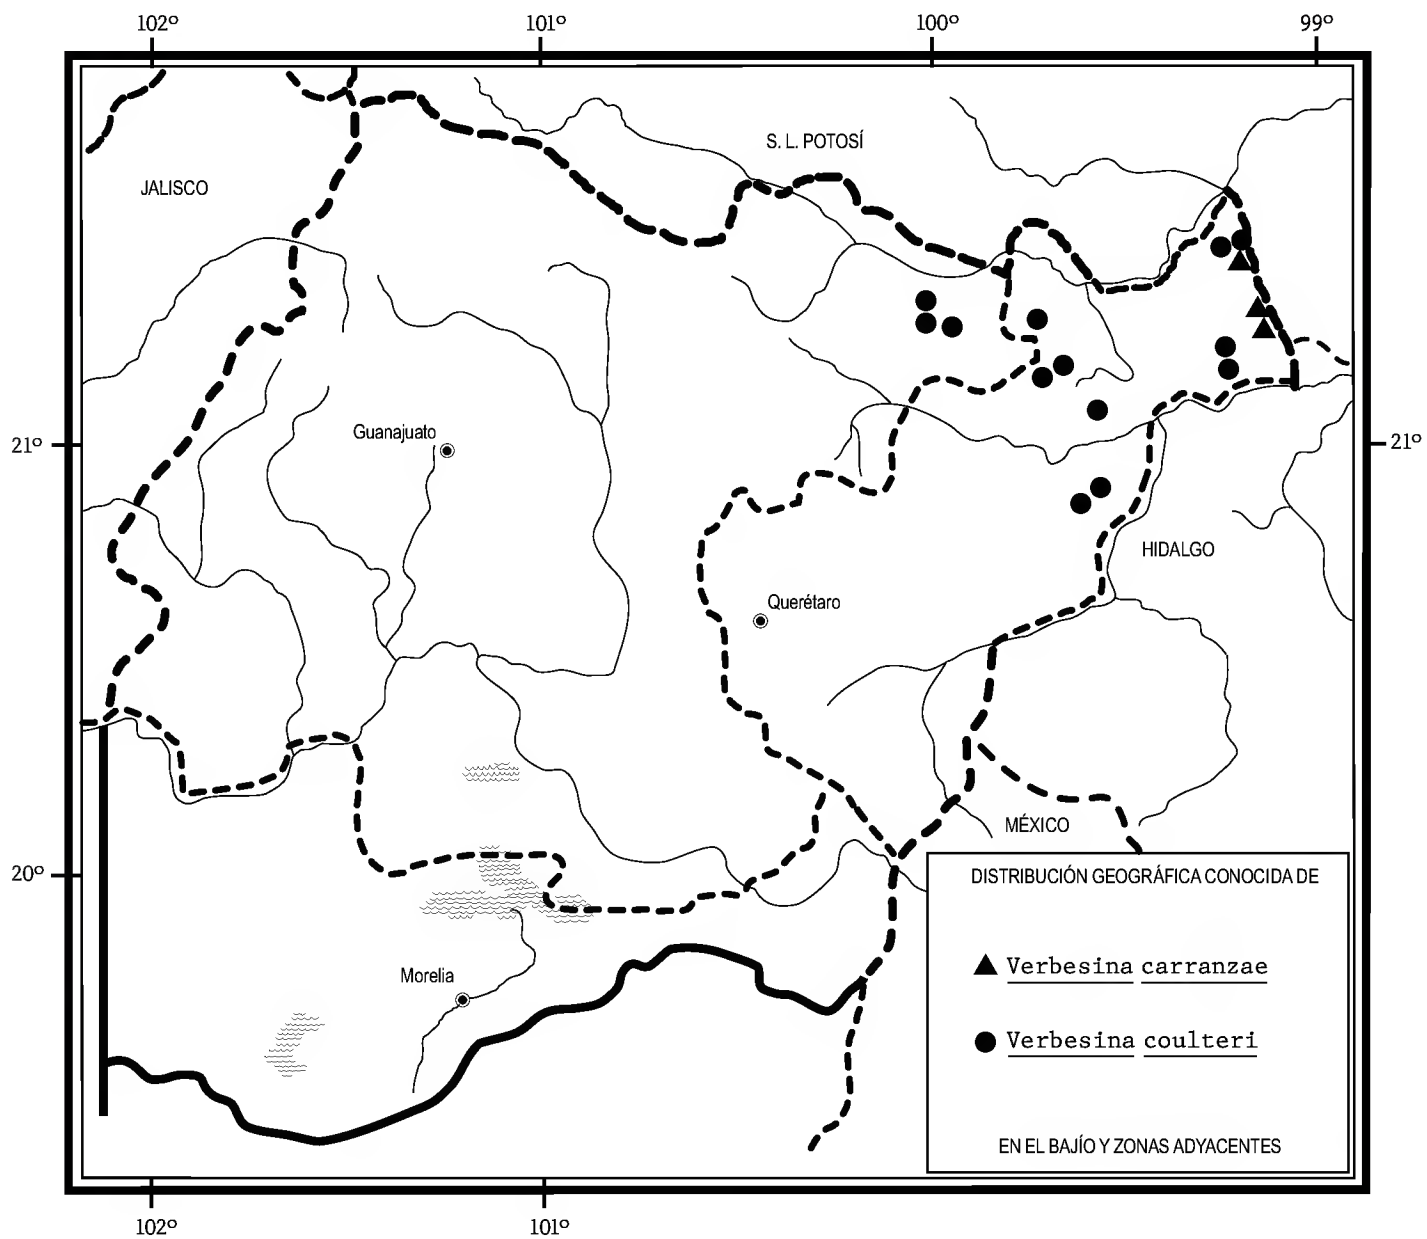 102º 101º 100º 99º
S. L. POTOSÍ
JALISCO
Guanajuato
21º 21º
HIDALGO
Querétaro
MÉXICO
20º
DISTRIBUCIÓN GEOGRÁFICA CONOCIDA DE
Verbesina carranzae
Morelia
Verbesina coulteri
EN EL BAJÍO Y ZONAS ADYACENTES
102º 101º